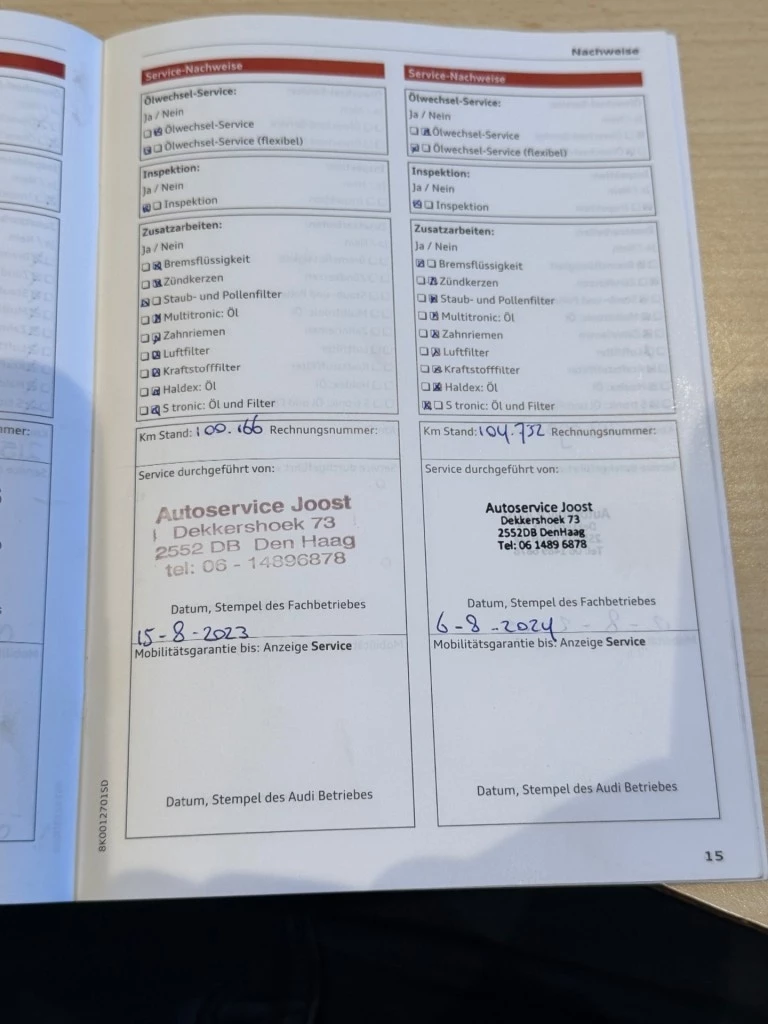 Nachweise
Service-Nachweise
Ölwechsel-Service:
Ja / Nein
Ölwechsel-Service
Ölwechsel-Service (flexibel)
Inspektion:
Ja / Nein
Inspektion
Zusatzarbeiten:
Ja / Nein
Bremsflüssigkeit
Zündkerzen
Staub- und Pollenfilter
Multitronic: Öl
Zahnriemen
Luftfilter
Kraftstofffilter
Haldex: Öl
S tronic: Öl und Filter
Km Stand: 100.166 Rechnungsnummer:
Service durchgeführt von:
Autoservice Joost
Dekkershoek 73
2552 DB Den Haag
tel: 06 - 14896878
Datum, Stempel des Fachbetriebes
15-8-2023
Mobilitätsgarantie bis: Anzeige Service
Datum, Stempel des Audi Betriebes
Service-Nachweise
Ölwechsel-Service:
Ja / Nein
Ölwechsel-Service
Ölwechsel-Service (flexibel)
Inspektion:
Ja / Nein
Inspektion
Zusatzarbeiten:
Ja / Nein
Bremsflüssigkeit
Zündkerzen
Staub- und Pollenfilter
Multitronic: Öl
Zahnriemen
Luftfilter
Kraftstofffilter
Haldex: Öl
S tronic: Öl und Filter
Km Stand: 104.732 Rechnungsnummer:
Service durchgeführt von:
Autoservice Joost
Dekkershoek 73
2552DB DenHaag
Tel: 06 1489 6878
Datum, Stempel des Fachbetriebes
6-8-2024
Mobilitätsgarantie bis: Anzeige Service
Datum, Stempel des Audi Betriebes
8K0012701SD
15